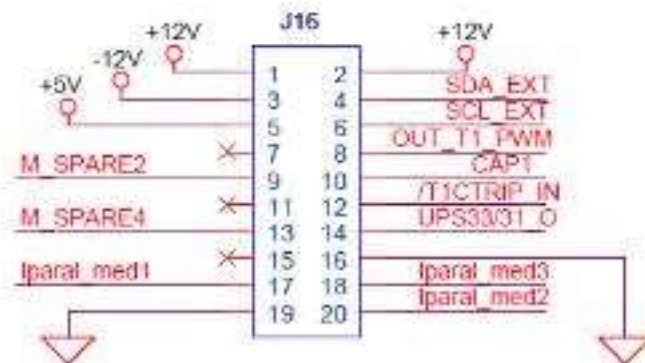 J16
+12V
+12V
-12V
+5V
1 2
SDA_EXT
3 4
SCL_EXT
5 6
OUT_T1_PWM
7 8
M_SPARE2
CAP1
9 10
/T1CTRIP_IN
11 12
M_SPARE4
UPS33/31_O
13 14
15 16
Iparal_med1
Iparal_med3
17 18
Iparal_med2
19 20